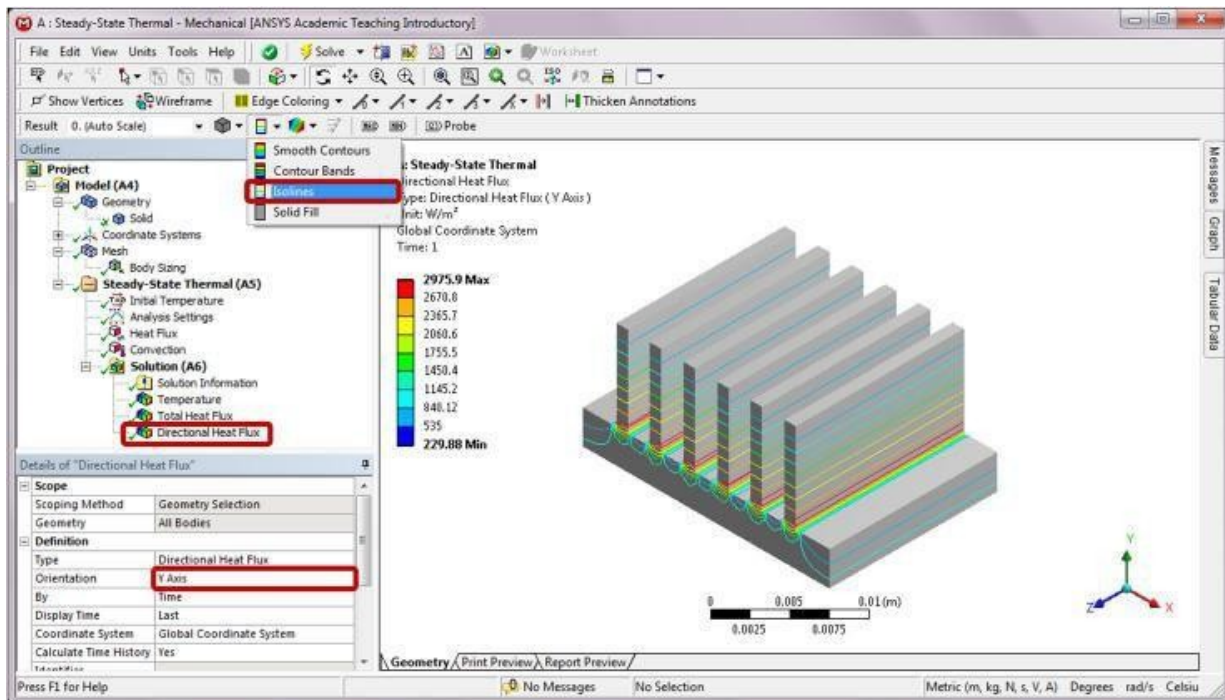 A : Steady-State Thermal - Mechanical [ANSYS Academic Teaching Introductory]
File Edit View Units Tools Help Solve Worksheet
Show Vertices Wireframe Edge Coloring Thicken Annotations
Result 0. (Auto Scale) Probe
Outline
Smooth Contours
Contour Bands
Isolines
Solid Fill
Project
Model (A4)
Geometry
Solid
Coordinate Systems
Mesh
Body Sizing
Steady-State Thermal (A5)
Initial Temperature
Analysis Settings
Heat Flux
Convection
Solution (A6)
Solution Information
Temperature
Total Heat Flux
Directional Heat Flux
Details of "Directional Heat Flux"
Scope
Scoping Method Geometry Selection
Geometry All Bodies
Definition
Type Directional Heat Flux
Orientation Y Axis
By Time
Display Time Last
Coordinate System Global Coordinate System
Calculate Time History Yes
: Steady-State Thermal
Directional Heat Flux
Type: Directional Heat Flux ( Y Axis )
Unit: W/m²
Global Coordinate System
Time: 1
2975.9 Max
2670.8
2365.7
2060.6
1755.5
1450.4
1145.2
840.12
535
229.88 Min
0 0.005 0.01 (m)
0.0025 0.0075
Y
Z X
Messages
Graph
Tabular Data
Geometry Print Preview Report Preview
Press F1 for Help No Messages No Selection Metric (m, kg, N, s, V, A) Degrees rad/s Celsiu